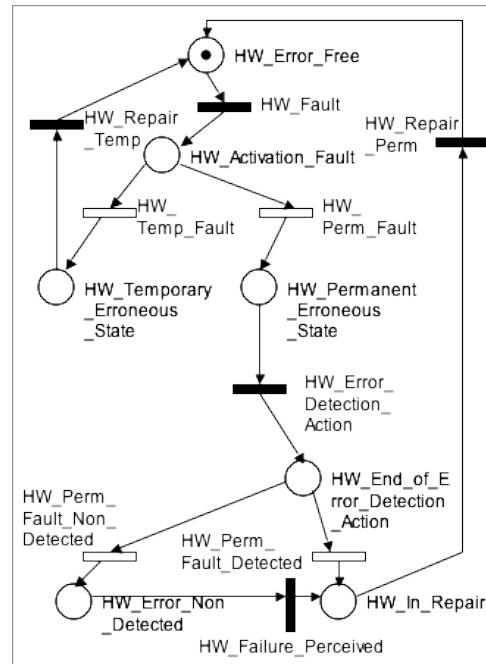 HW_Error_Free
HW_Fault
HW_Repair
_Temp
HW_Repair
_Perm
HW_Activation_Fault
HW_
Temp_Fault
HW_
Perm_Fault
HW_Temporary
_Erroneous
_State
HW_Permanent
_Erroneous
_State
HW_Error_
Detection_
Action
HW_End_of_E
rror_Detection
_Action
HW_Perm_
Fault_Non_
Detected
HW_Perm_
Fault_Detected
HW_Error_Non
_Detected
HW_In_Repair
HW_Failure_Perceived